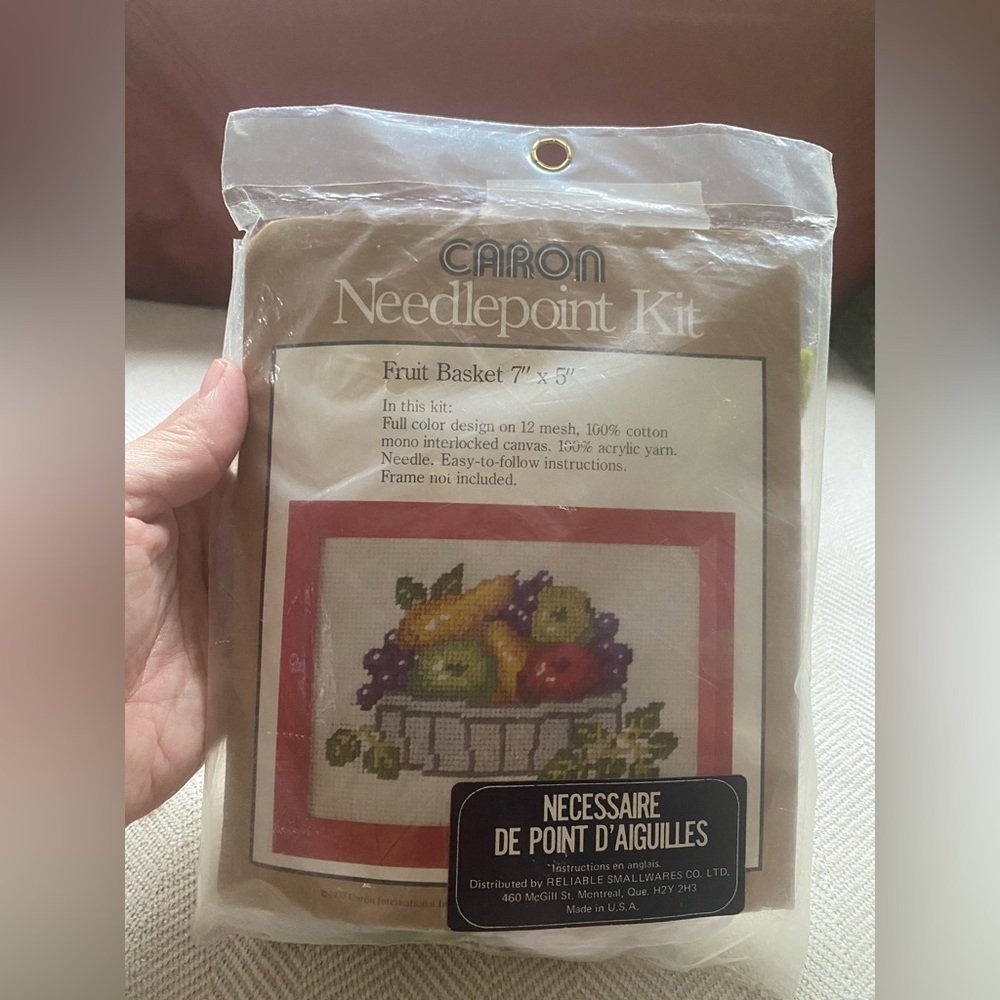 CARON
Needlepoint Kit
Fruit Basket 7" x 5"
In this kit:
Full color design on 12 mesh, 100% cotton
mono interlocked canvas. 100% acrylic yarn.
Needle. Easy-to-follow instructions.
Frame not included.
NECESSAIRE
DE POINT D'AIGUILLES
Instructions en anglais.
Distributed by RELIABLE SMALLWARES CO. LTD.
460 McGill St. Montreal, Que. H2Y 2H3
Made in U.S.A.
Caron International